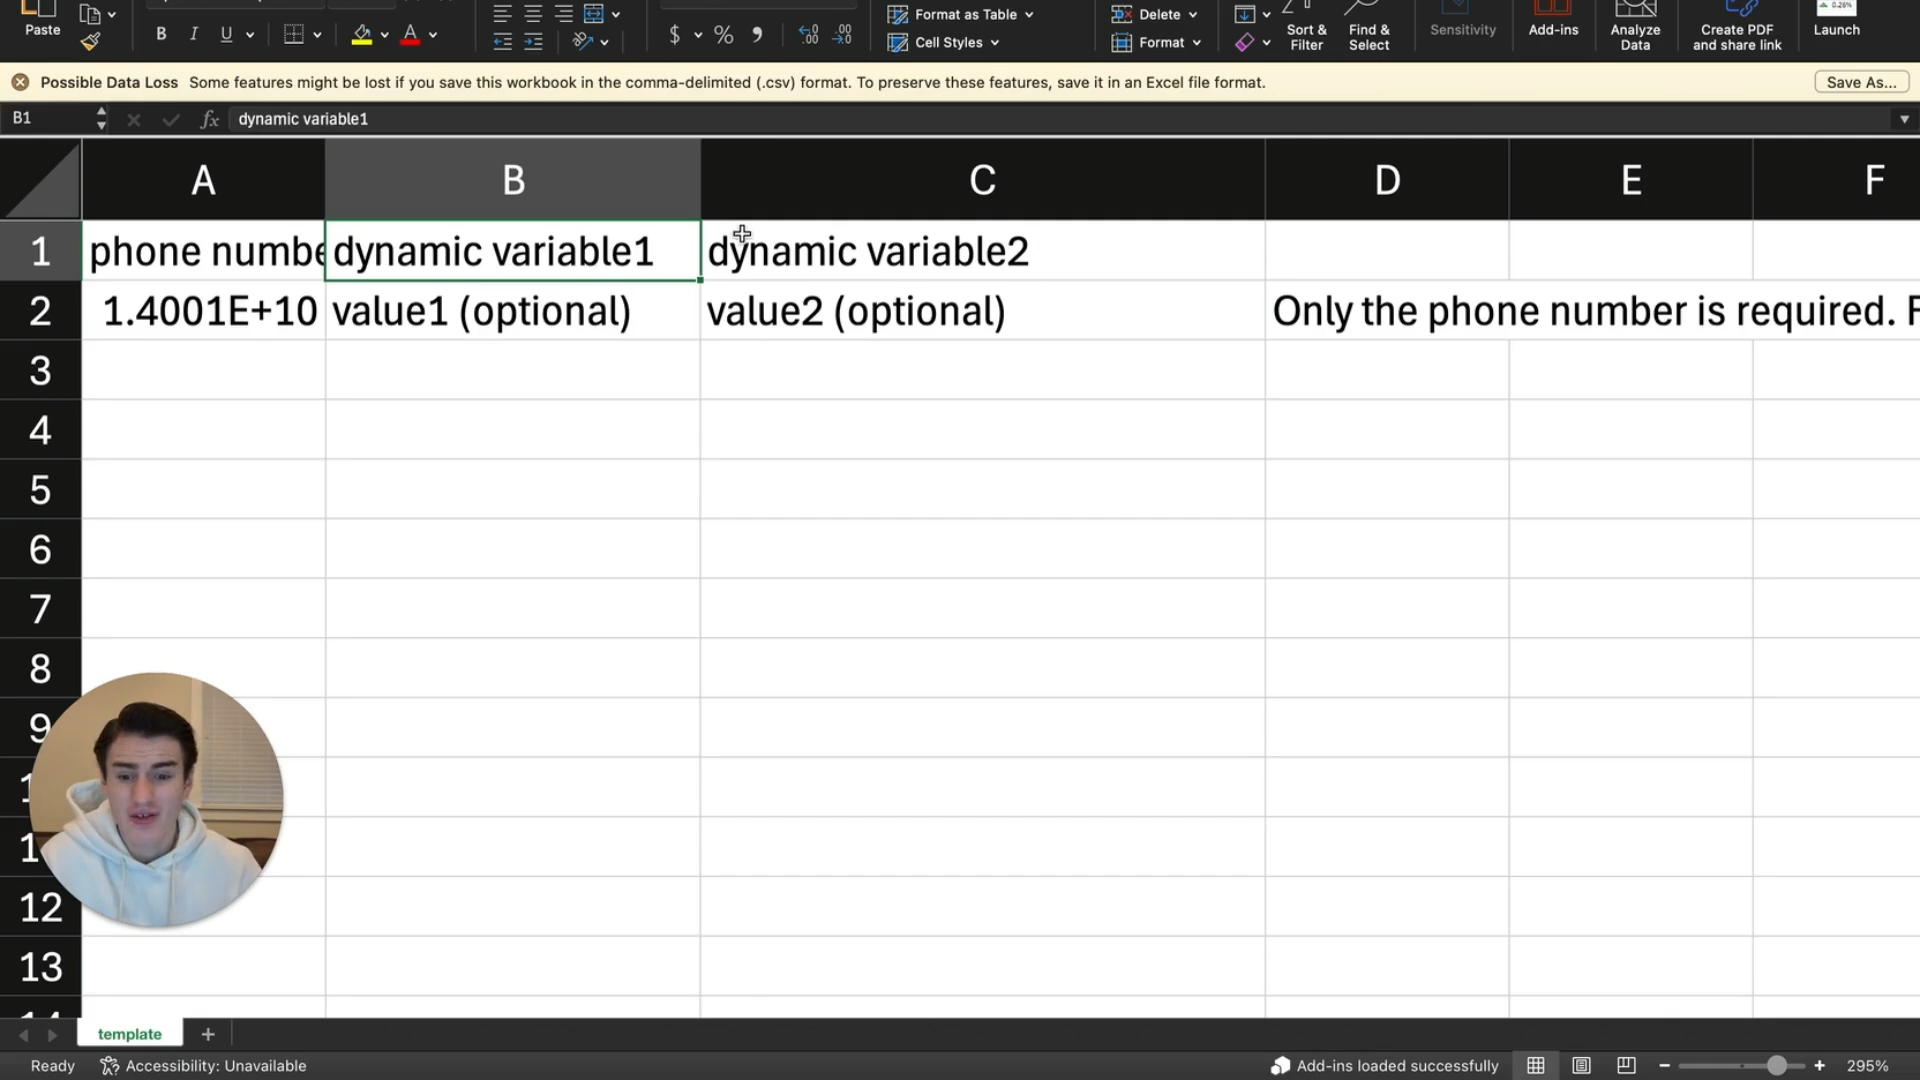 Paste
B I U
A
$ % 9
Format as Table
Cell Styles
Delete
Format
Sort &
Filter
Find &
Select
Sensitivity
Add-ins
Analyze
Data
Create PDF
and share link
Launch
Possible Data Loss Some features might be lost if you save this workbook in the comma-delimited (.csv) format. To preserve these features, save it in an Excel file format.
Save As...
B1
fx dynamic variable1
A B C D E F
1 phone numbe dynamic variable1 dynamic variable2
2 1.4001E+10 value1 (optional) value2 (optional) Only the phone number is required. F
3
4
5
6
7
8
9
1
1
12
13
template +
Ready Accessibility: Unavailable
Add-ins loaded successfully
295%